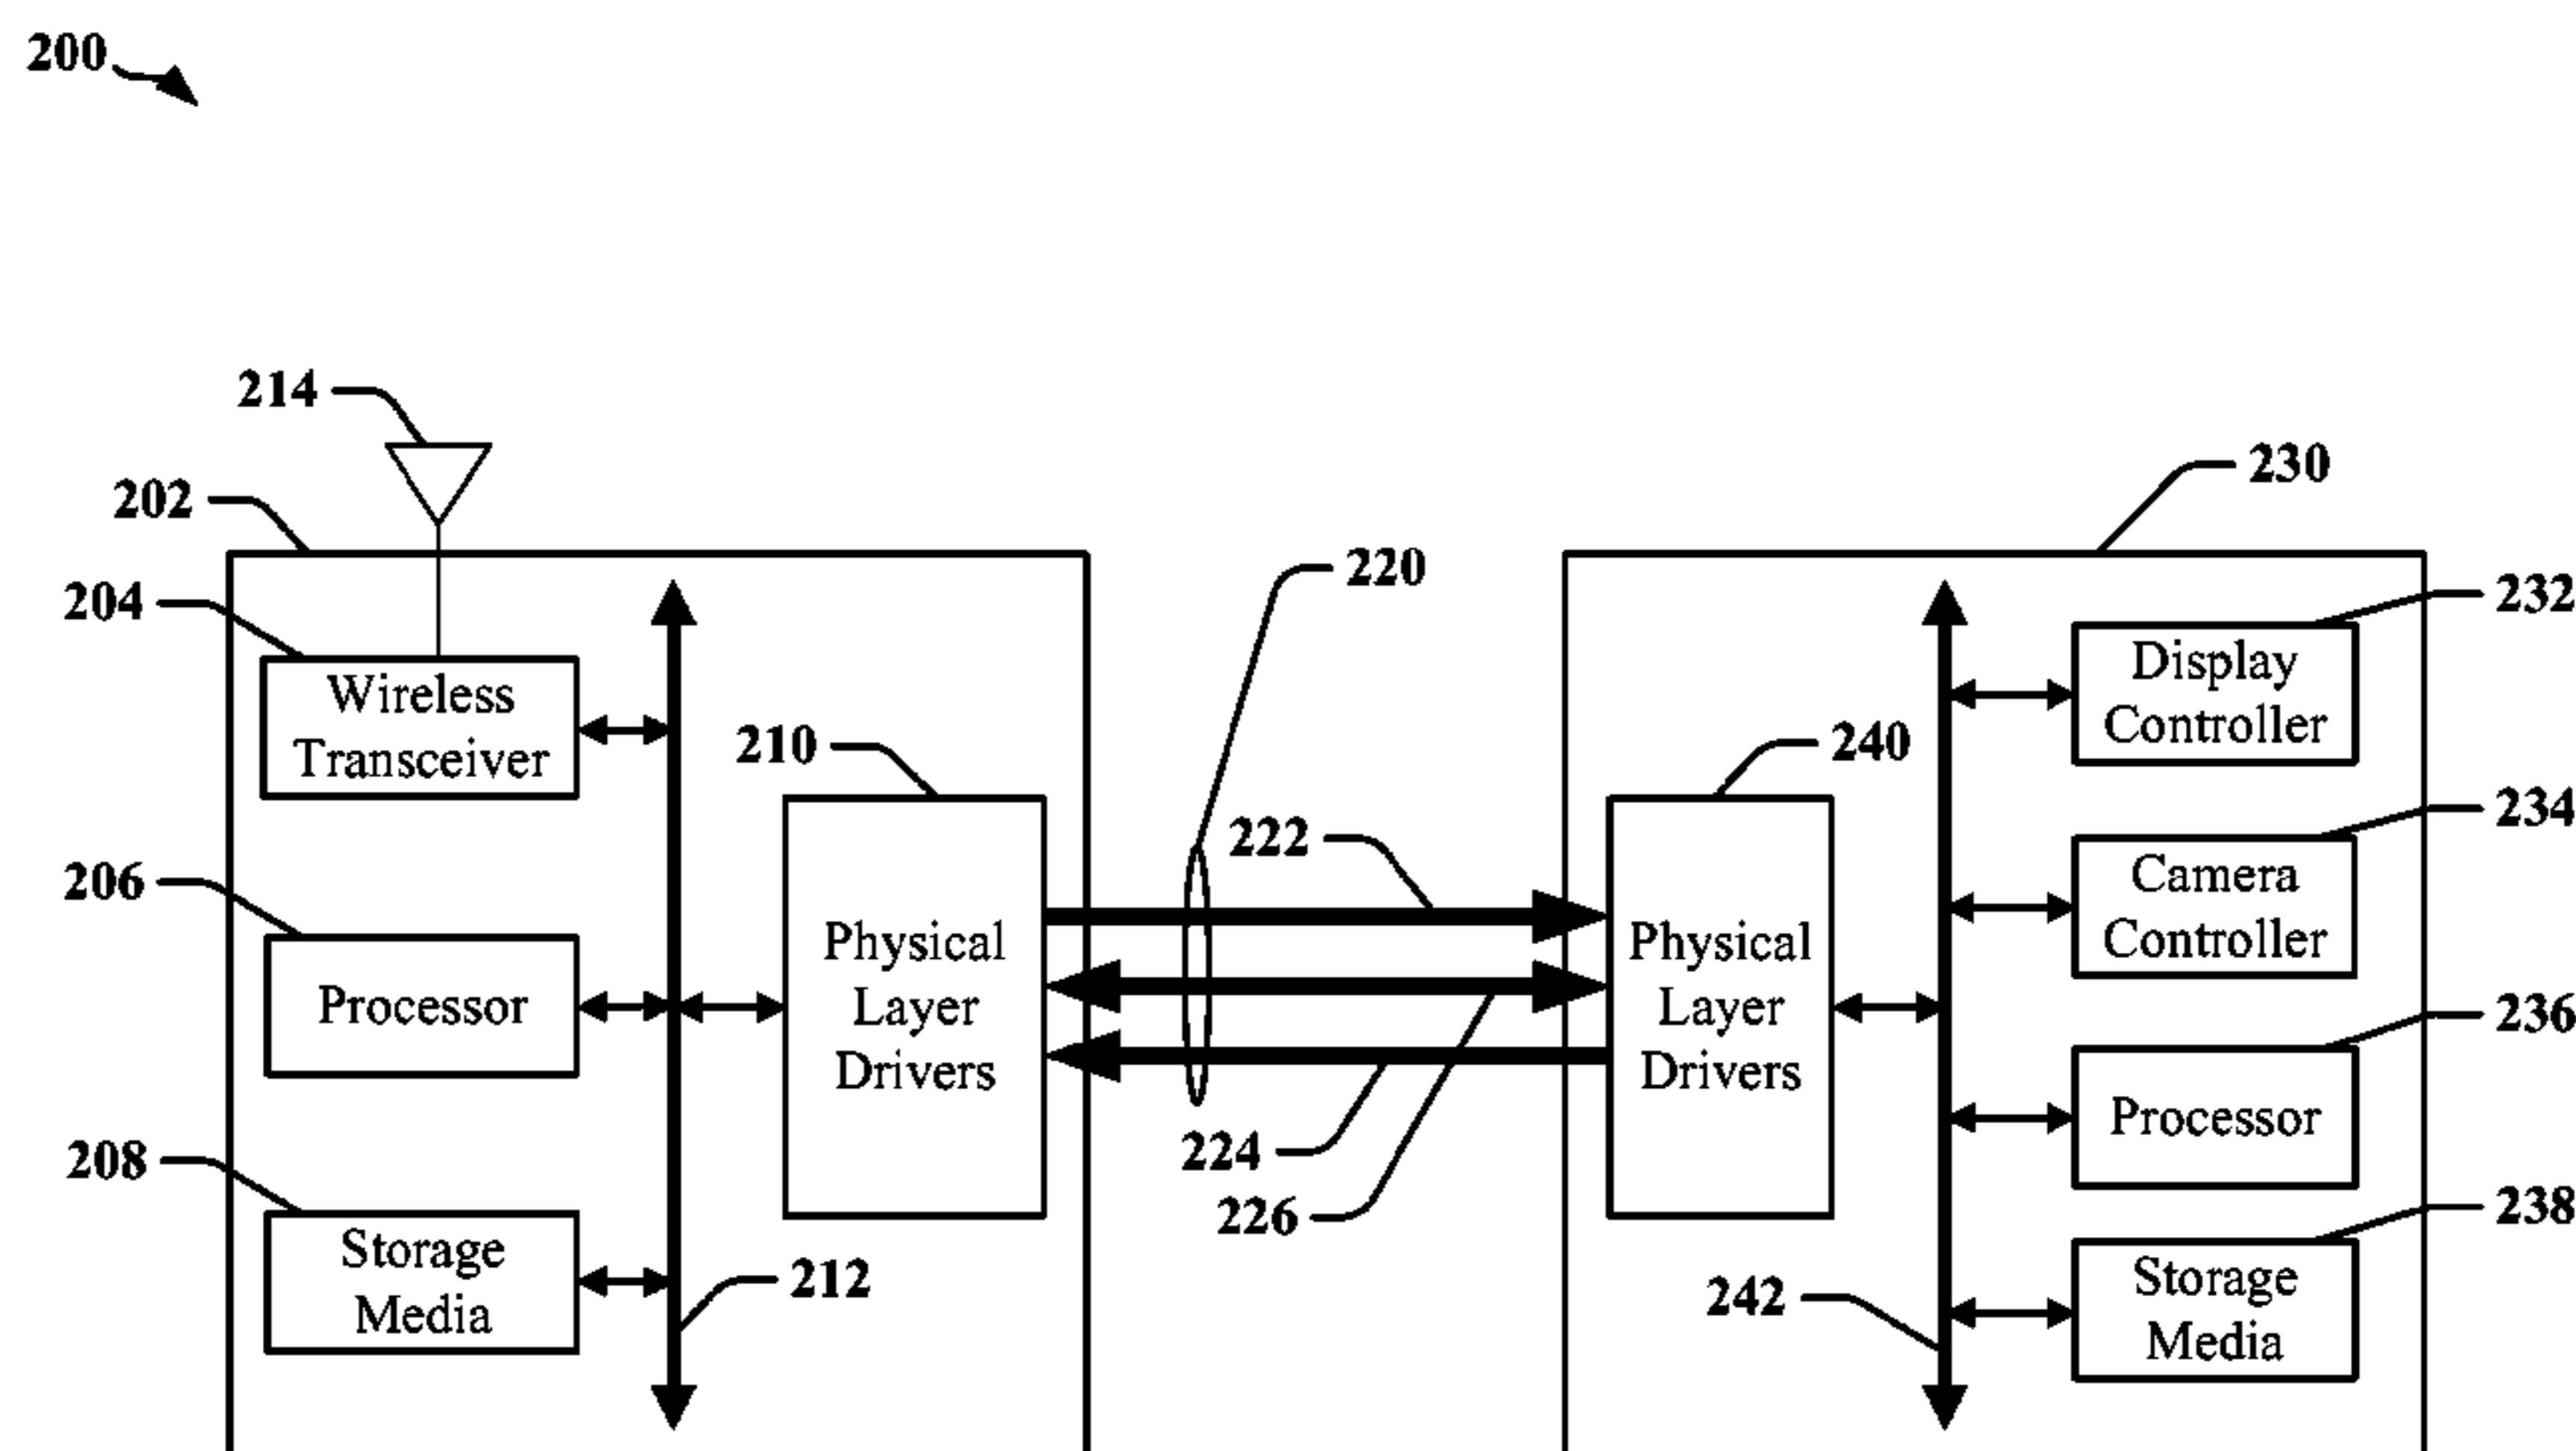 200
214
202
230
220
232
204
Display
Controller
Wireless
Transceiver
210
240
234
222
206
Camera
Controller
Physical
Layer
Drivers
Physical
Layer
Drivers
Processor
236
Processor
224
208
226
238
Storage
Media
212
242
Storage
Media